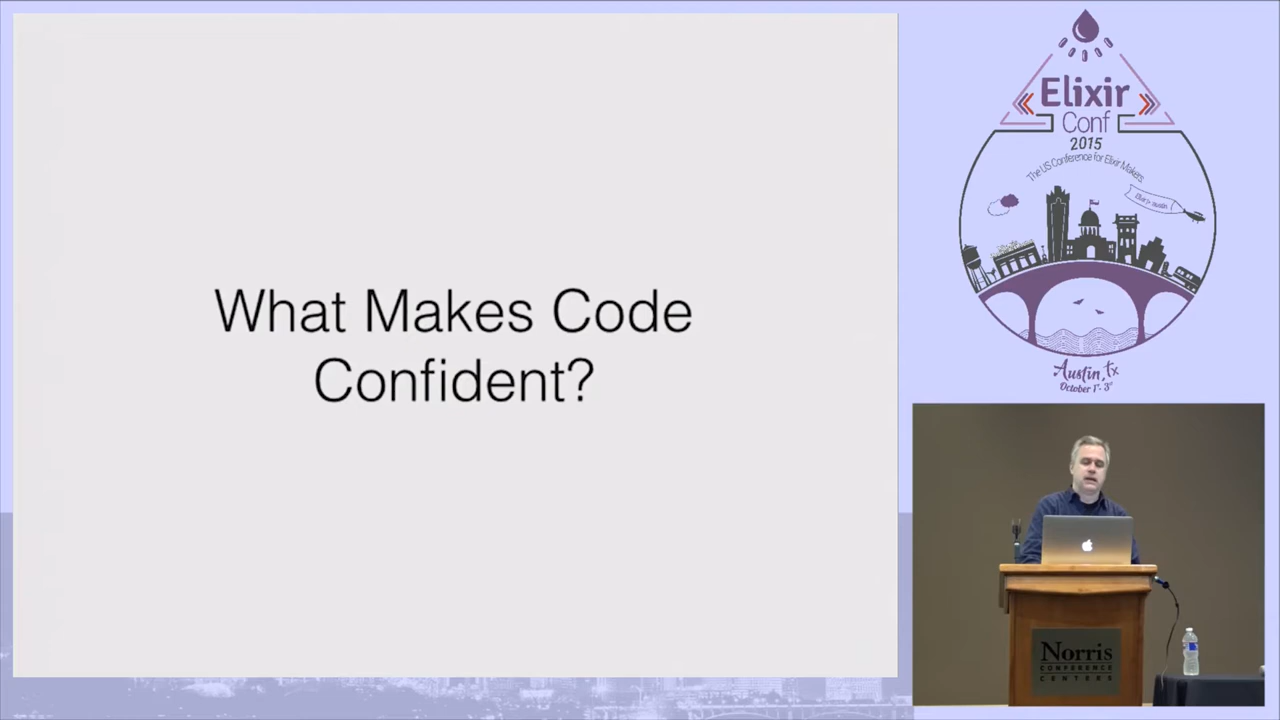 What Makes Code
Confident?
Elixir
Conf
2015
The US Conference for Elixir Makers
Austin, Tx
October 1st - 3rd
Norris
CONFERENCE
CENTERS